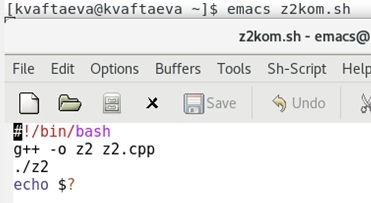 [kvaftaeva@kvaftaeva ~]$ emacs z2kom.sh
z2kom.sh - emacs@
File Edit Options Buffers Tools Sh-Script Help
Save Undo
#!/bin/bash
g++ -o z2 z2.cpp
./z2
echo $?